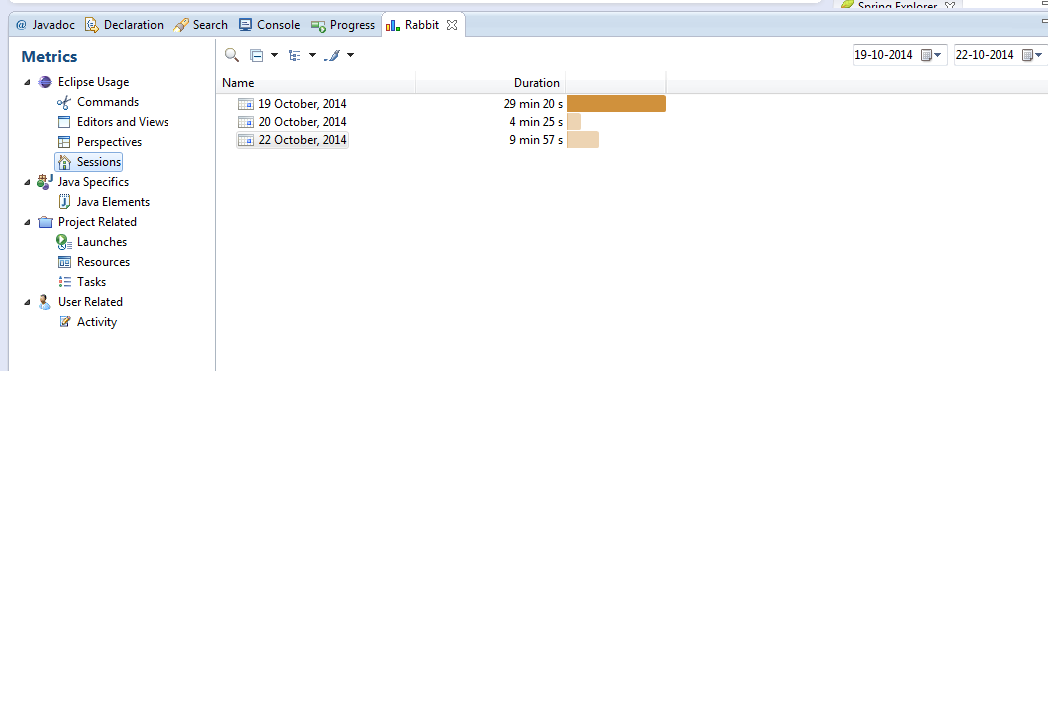 Spring Explorer
@ Javadoc Declaration Search Console Progress Rabbit
Metrics
19-10-2014 22-10-2014
Eclipse Usage
Commands
Editors and Views
Perspectives
Sessions
Java Specifics
Java Elements
Project Related
Launches
Resources
Tasks
User Related
Activity
Name Duration
19 October, 2014 29 min 20 s
20 October, 2014 4 min 25 s
22 October, 2014 9 min 57 s